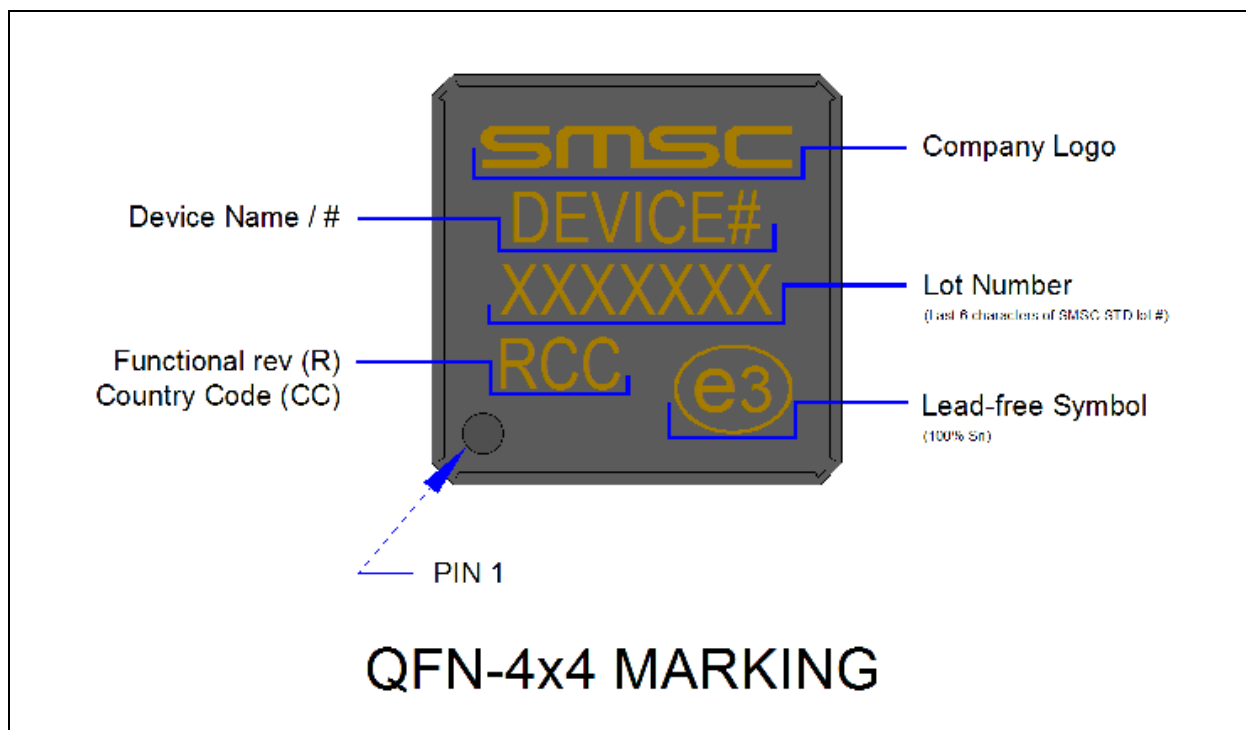 smsc
Company Logo
Device Name / #
DEVICE#
XXXXXXX
Lot Number
(Last 6 characters of SMSC STD lot #)
Functional rev (R)
Country Code (CC)
RCC
e3
Lead-free Symbol
(100% Sn)
PIN 1
QFN-4x4 MARKING